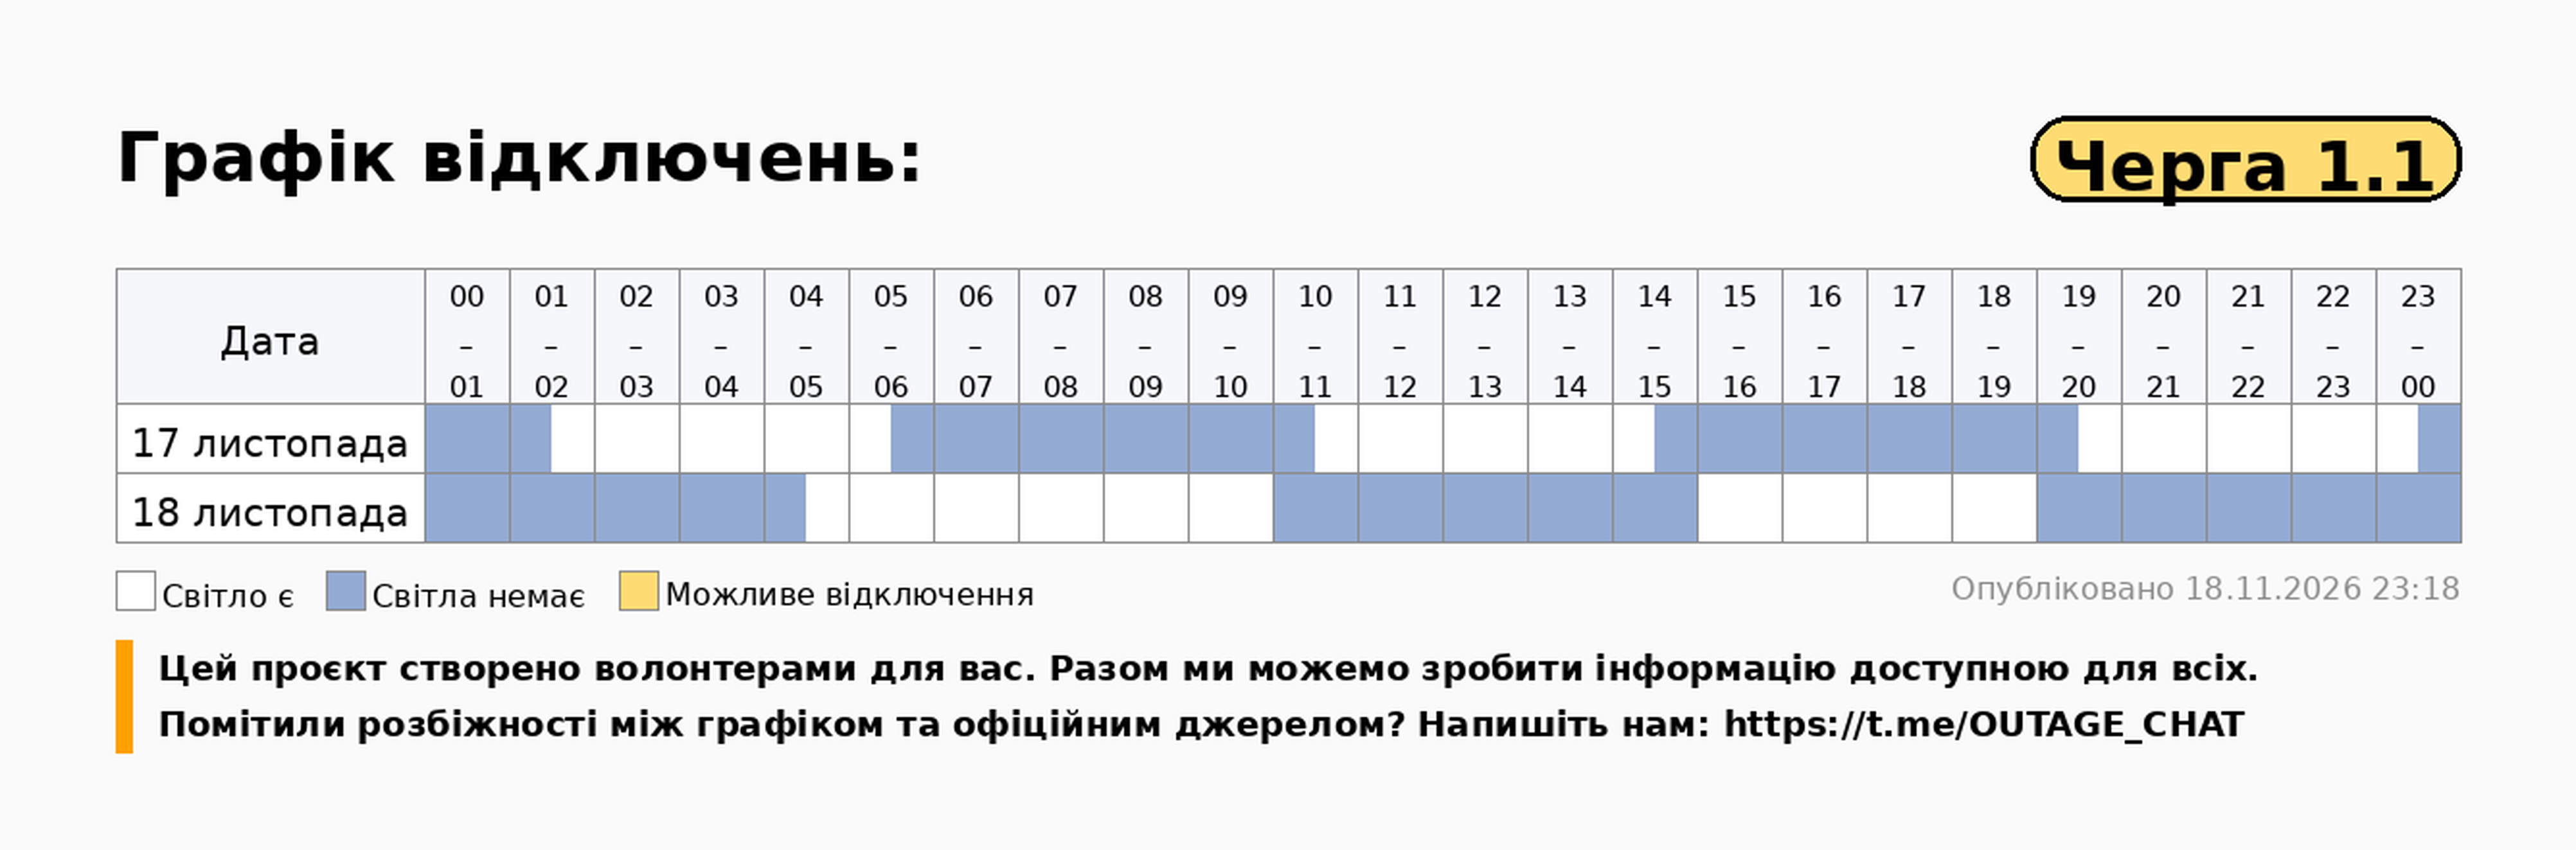 Графік відключень:
Черга 1.1
Дата
00 – 01
01 – 02
02 – 03
03 – 04
04 – 05
05 – 06
06 – 07
07 – 08
08 – 09
09 – 10
10 – 11
11 – 12
12 – 13
13 – 14
14 – 15
15 – 16
16 – 17
17 – 18
18 – 19
19 – 20
20 – 21
21 – 22
22 – 23
23 – 00
17 листопада
18 листопада
Світло є
Світла немає
Можливе відключення
Опубліковано 18.11.2026 23:18
Цей проєкт створено волонтерами для вас. Разом ми можемо зробити інформацію доступною для всіх.
Помітили розбіжності між графіком та офіційним джерелом? Напишіть нам: https://t.me/OUTAGE_CHAT